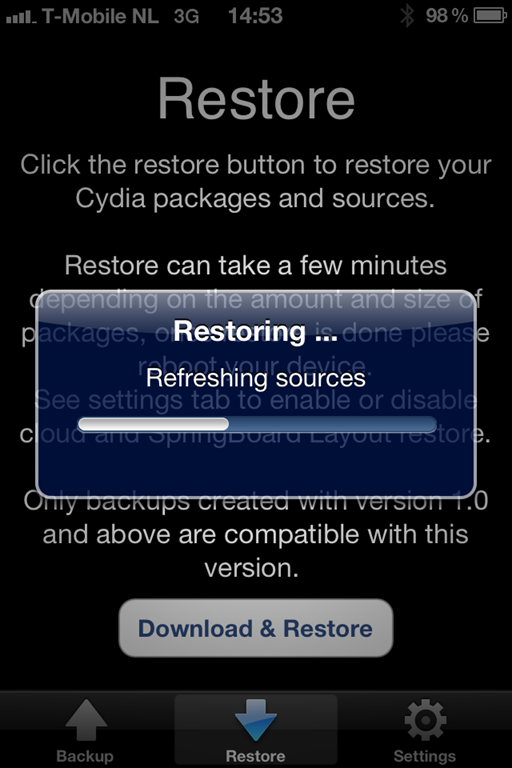 T-Mobile NL 3G 14:53 98%
Restore
Click the restore button to restore your
Cydia packages and sources.
Restore can take a few minutes
depending on the amount and size of
packages, is done please
reboot your device.
See settings tab to enable or disable
cloud and SpringBoard Layout restore.
Restoring ...
Refreshing sources
Only backups created with version 1.0
and above are compatible with this
version.
Download & Restore
Backup
Restore
Settings